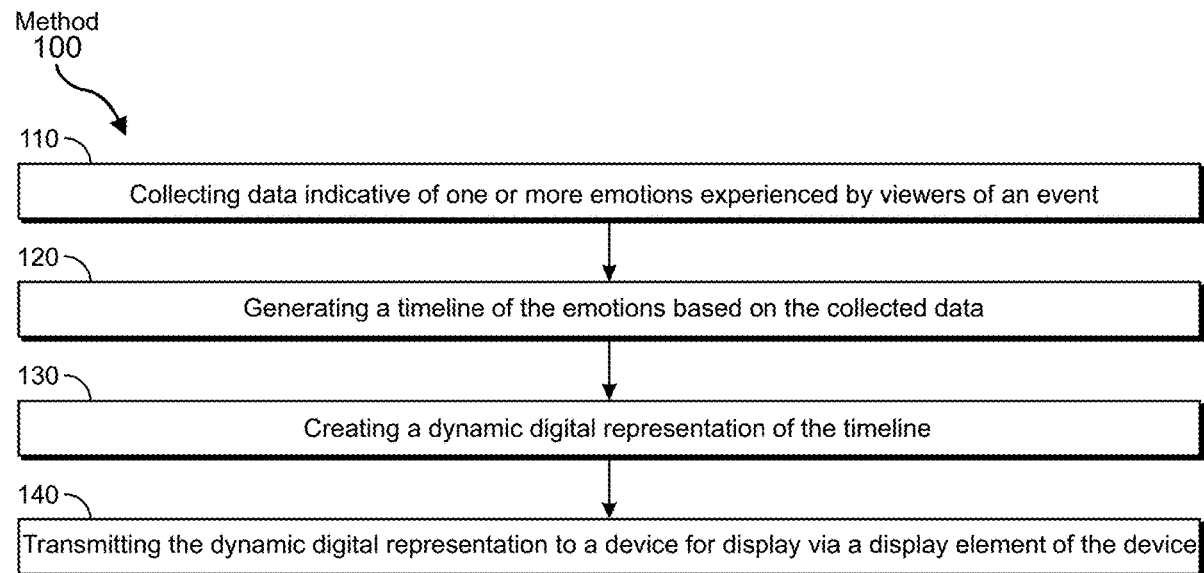 Method
100
110
Collecting data indicative of one or more emotions experienced by viewers of an event
120
Generating a timeline of the emotions based on the collected data
130
Creating a dynamic digital representation of the timeline
140
Transmitting the dynamic digital representation to a device for display via a display element of the device